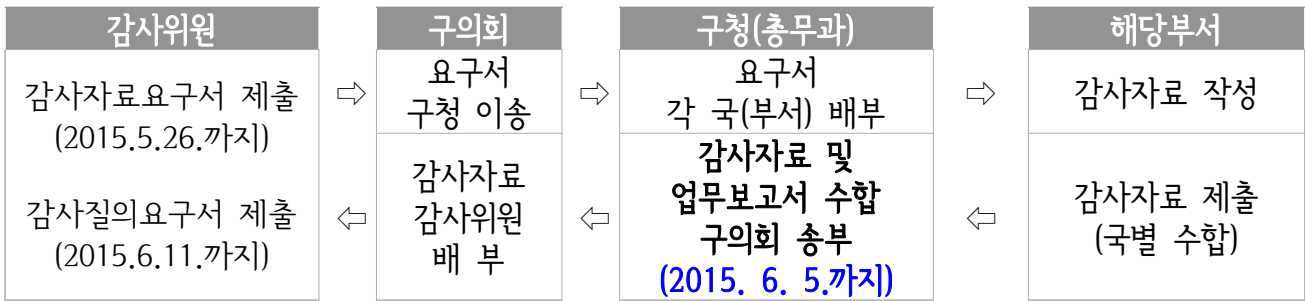 감사위원
감사자료요구서 제출
(2015.5.26.까지)
감사질의요구서 제출
(2015.6.11.까지)
⇨
⇦
구의회
요구서
구청 이송
감사자료
감사위원
배 부
⇨
⇦
구청(총무과)
요구서
각 국(부서) 배부
감사자료 및
업무보고서 수합
구의회 송부
(2015. 6. 5.까지)
⇨
⇦
해당부서
감사자료 작성
감사자료 제출
(국별 수합)